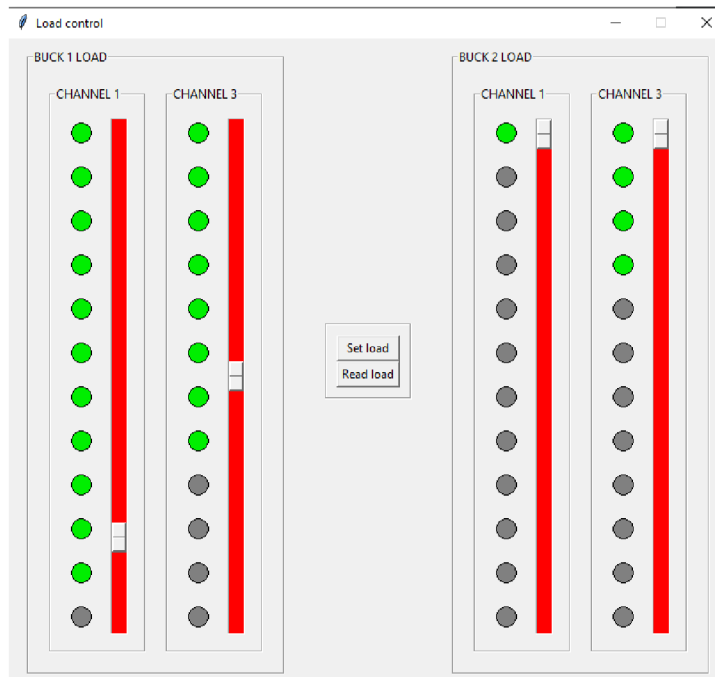 Load control
BUCK 1 LOAD
CHANNEL 1
CHANNEL 3
Set load
Read load
BUCK 2 LOAD
CHANNEL 1
CHANNEL 3